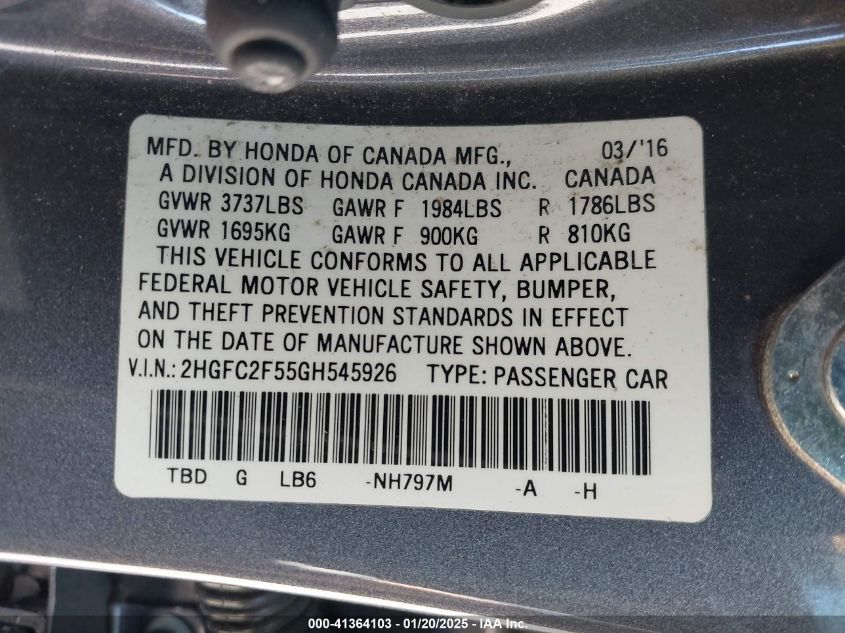 MFD. BY HONDA OF CANADA MFG., 03/'16
A DIVISION OF HONDA CANADA INC. CANADA
GVWR 3737LBS GAWR F 1984LBS R 1786LBS
GVWR 1695KG GAWR F 900KG R 810KG
THIS VEHICLE CONFORMS TO ALL APPLICABLE
FEDERAL MOTOR VEHICLE SAFETY, BUMPER,
AND THEFT PREVENTION STANDARDS IN EFFECT
ON THE DATE OF MANUFACTURE SHOWN ABOVE.
V.I.N.: 2HGFC2F55GH545926 TYPE: PASSENGER CAR
TBD G LB6 -NH797M -A -H
000-41364103 - 01/20/2025 - IAA Inc.